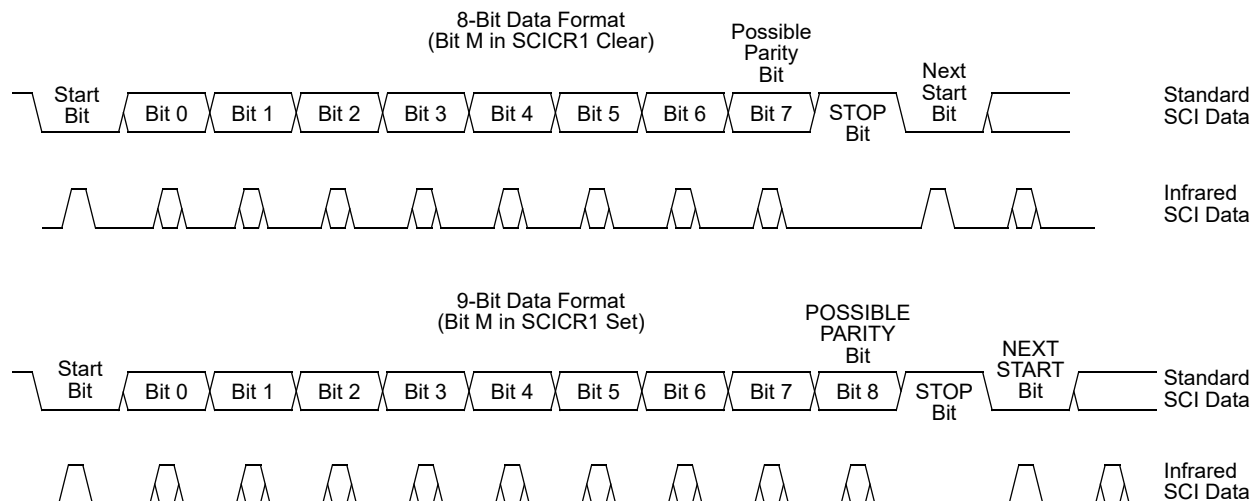 8-Bit Data Format
(Bit M in SCICR1 Clear)
Possible
Parity
Bit
Start
Bit
Bit 0
Bit 1
Bit 2
Bit 3
Bit 4
Bit 5
Bit 6
Bit 7
STOP
Bit
Next
Start
Bit
Standard
SCI Data
Infrared
SCI Data
9-Bit Data Format
(Bit M in SCICR1 Set)
POSSIBLE
PARITY
Bit
Start
Bit
Bit 0
Bit 1
Bit 2
Bit 3
Bit 4
Bit 5
Bit 6
Bit 7
Bit 8
STOP
Bit
NEXT
START
Bit
Standard
SCI Data
Infrared
SCI Data